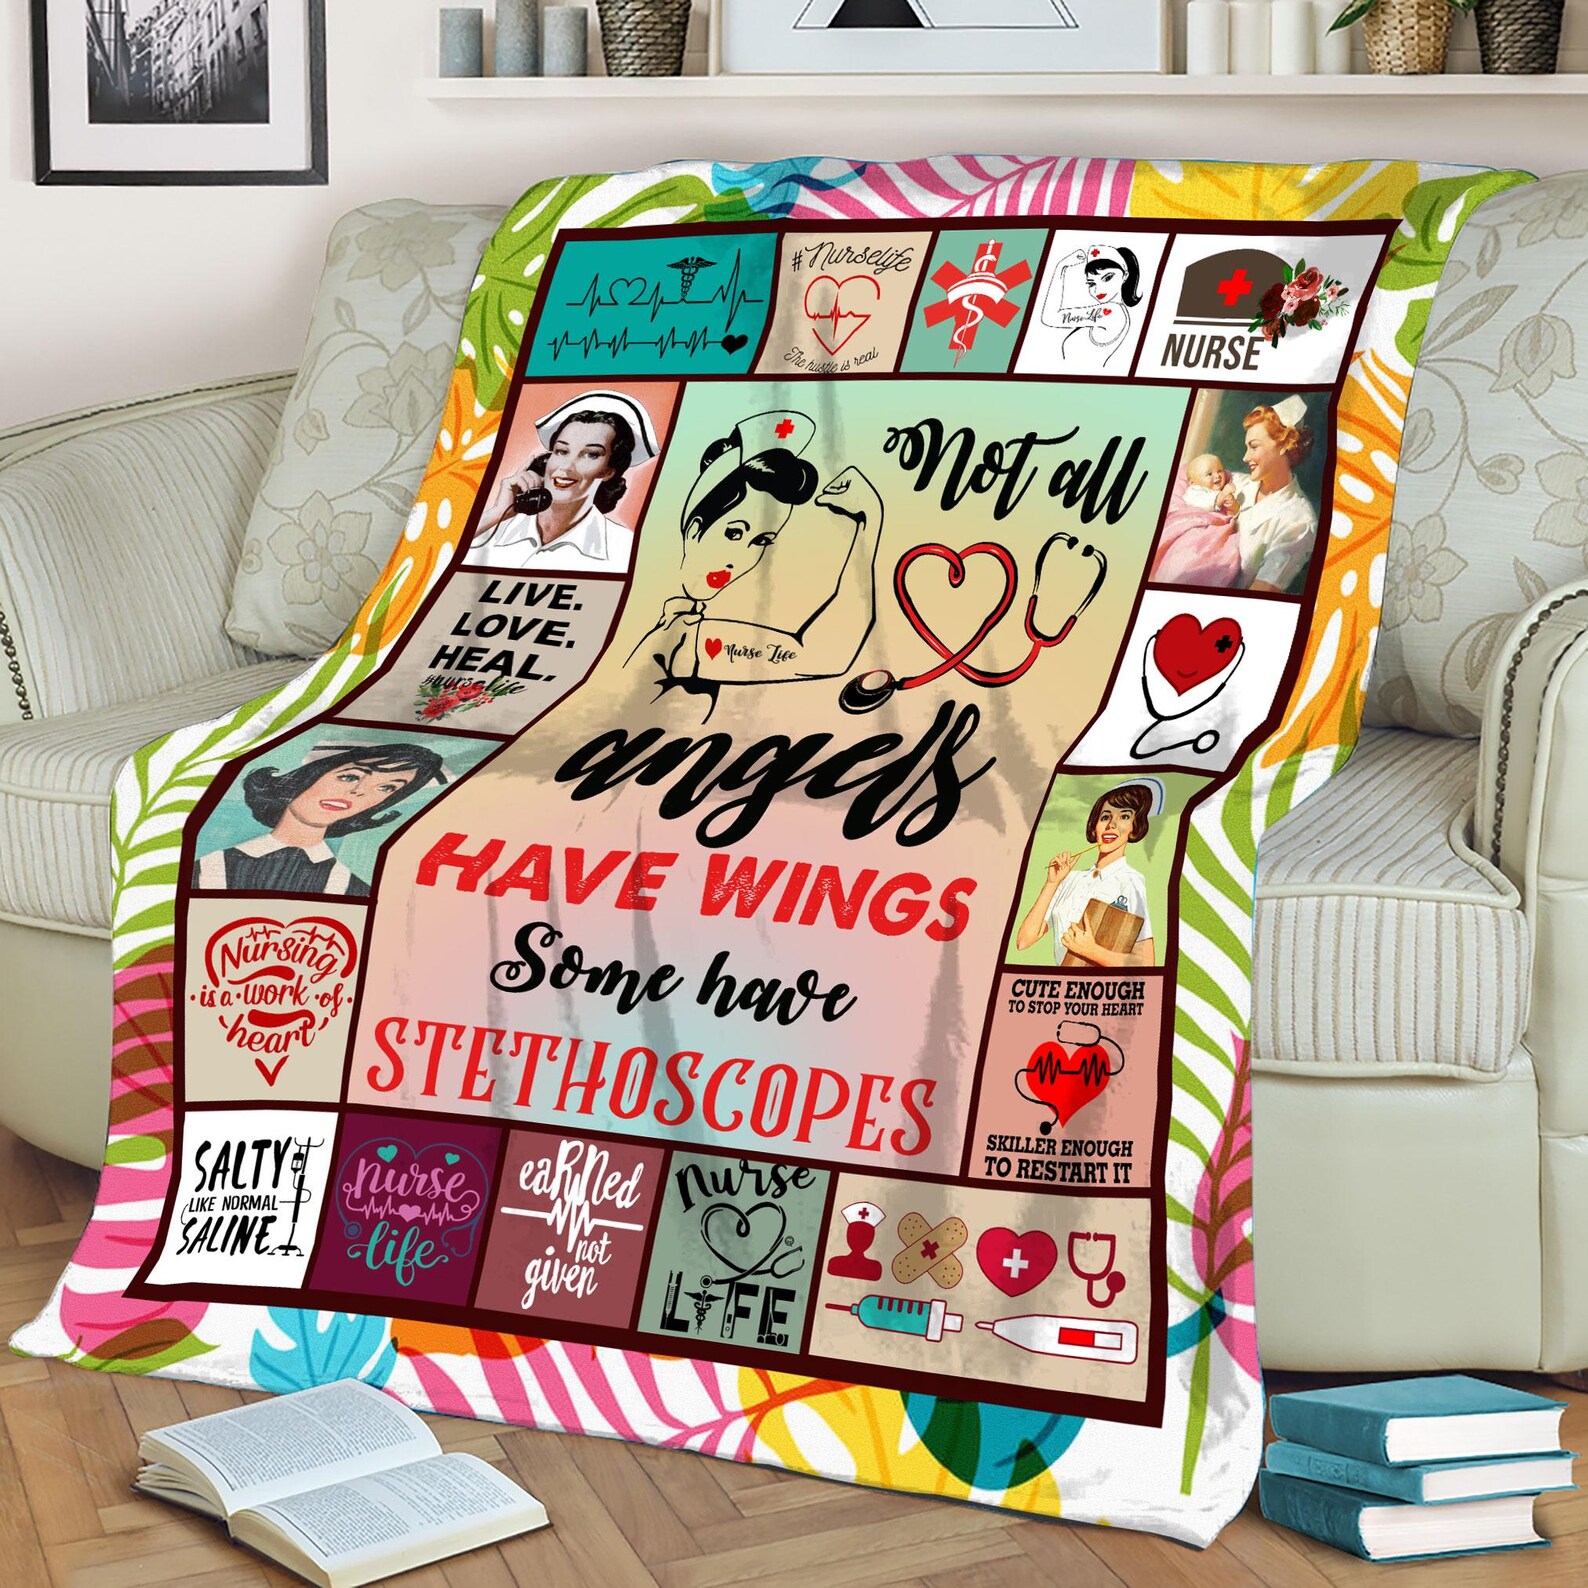 #Nurselife
The hustle is real
Nurse Life
NURSE
Not all
Nurse Life
angels
HAVE WINGS
Some have
STETHOSCOPES
LIVE.
LOVE.
HEAL.
#nurselife
Nursing
is a work of
heart
CUTE ENOUGH
TO STOP YOUR HEART
SKILLER ENOUGH
TO RESTART IT
SALTY
LIKE NORMAL
SALINE
nurse
life
eaRNed
not
given
nurse
LIFE